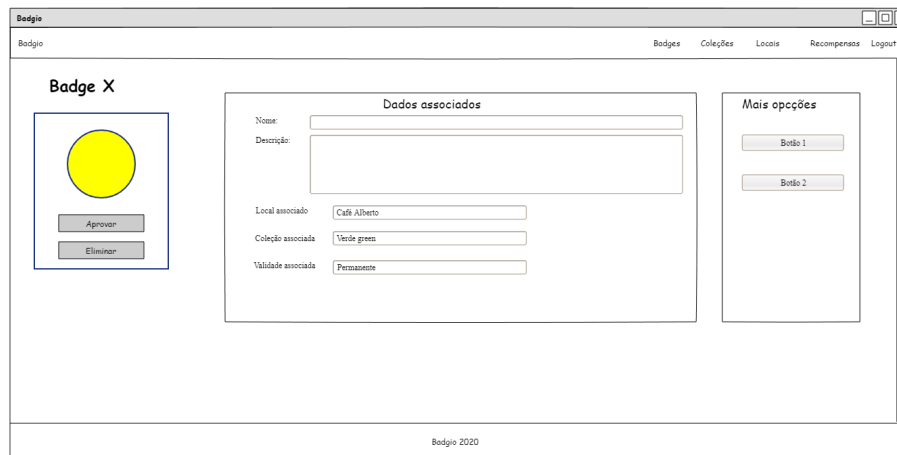 Badgio
Badgio Badges Coleções Locais Recompensas Logout
Badge X
Aprovar
Eliminar
Dados associados
Nome:
Descrição:
Local associado Café Alberto
Coleção associada Verde green
Validade associada Permanente
Mais opcções
Botão 1
Botão 2
Badgio 2020